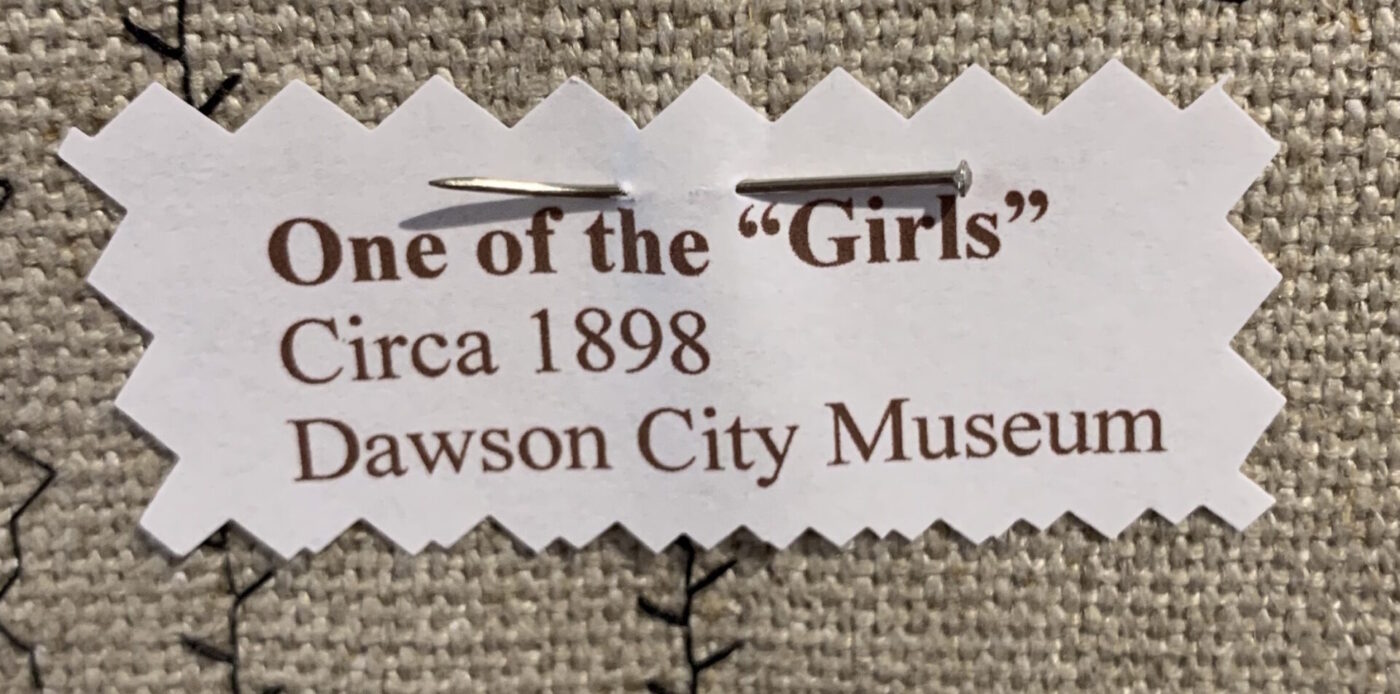 One of the “Girls”
Circa 1898
Dawson City Museum